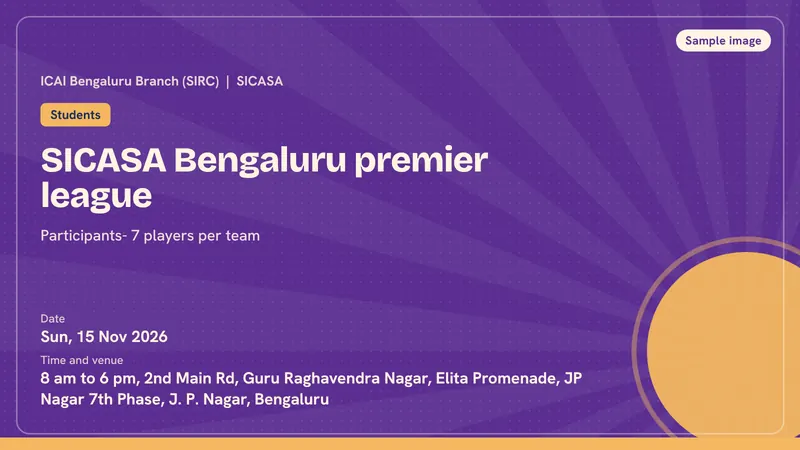 Sample image
ICAI Bengaluru Branch (SIRC) | SICASA
Students
SICASA Bengaluru premier
league
Participants- 7 players per team
Date
Sun, 15 Nov 2026
Time and venue
8 am to 6 pm, 2nd Main Rd, Guru Raghavendra Nagar, Elita Promenade, JP
Nagar 7th Phase, J. P. Nagar, Bengaluru